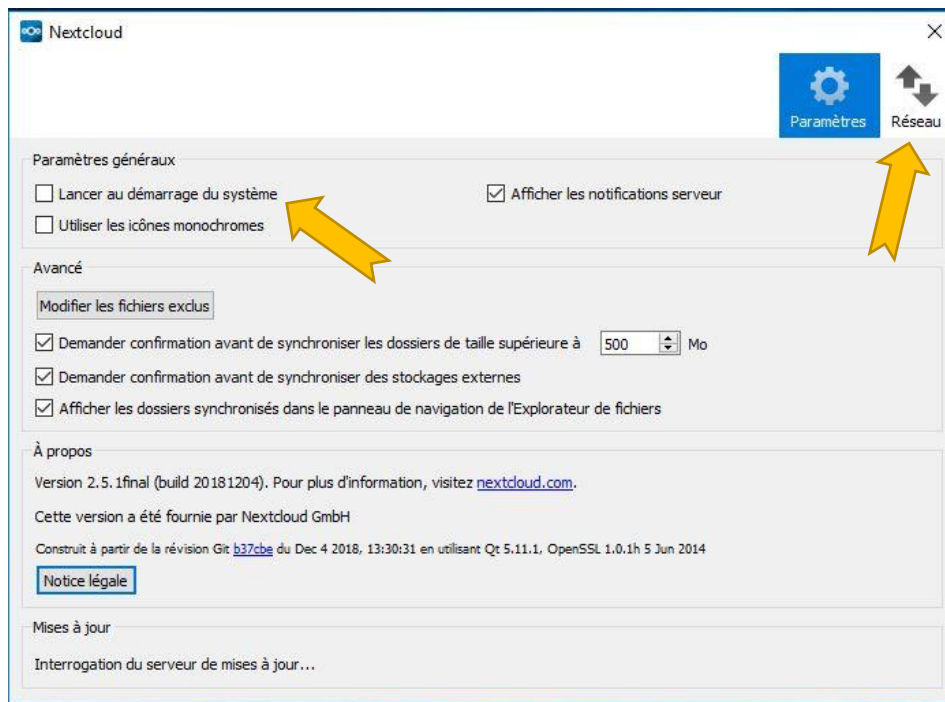 Nextcloud
Paramètres
Réseau
Paramètres généraux
Lancer au démarrage du système
Afficher les notifications serveur
Utiliser les icônes monochromes
Avancé
Modifier les fichiers exclus
Demander confirmation avant de synchroniser les dossiers de taille supérieure à 500 Mo
Demander confirmation avant de synchroniser des stockages externes
Afficher les dossiers synchronisés dans le panneau de navigation de l'Explorateur de fichiers
À propos
Version 2.5.1final (build 20181204). Pour plus d'information, visitez nextcloud.com.
Cette version a été fournie par Nextcloud GmbH
Construit à partir de la révision Git b37cbe du Dec 4 2018, 13:30:31 en utilisant Qt 5.11.1, OpenSSL 1.0.1h 5 Jun 2014
Notice légale
Mises à jour
Interrogation du serveur de mises à jour...